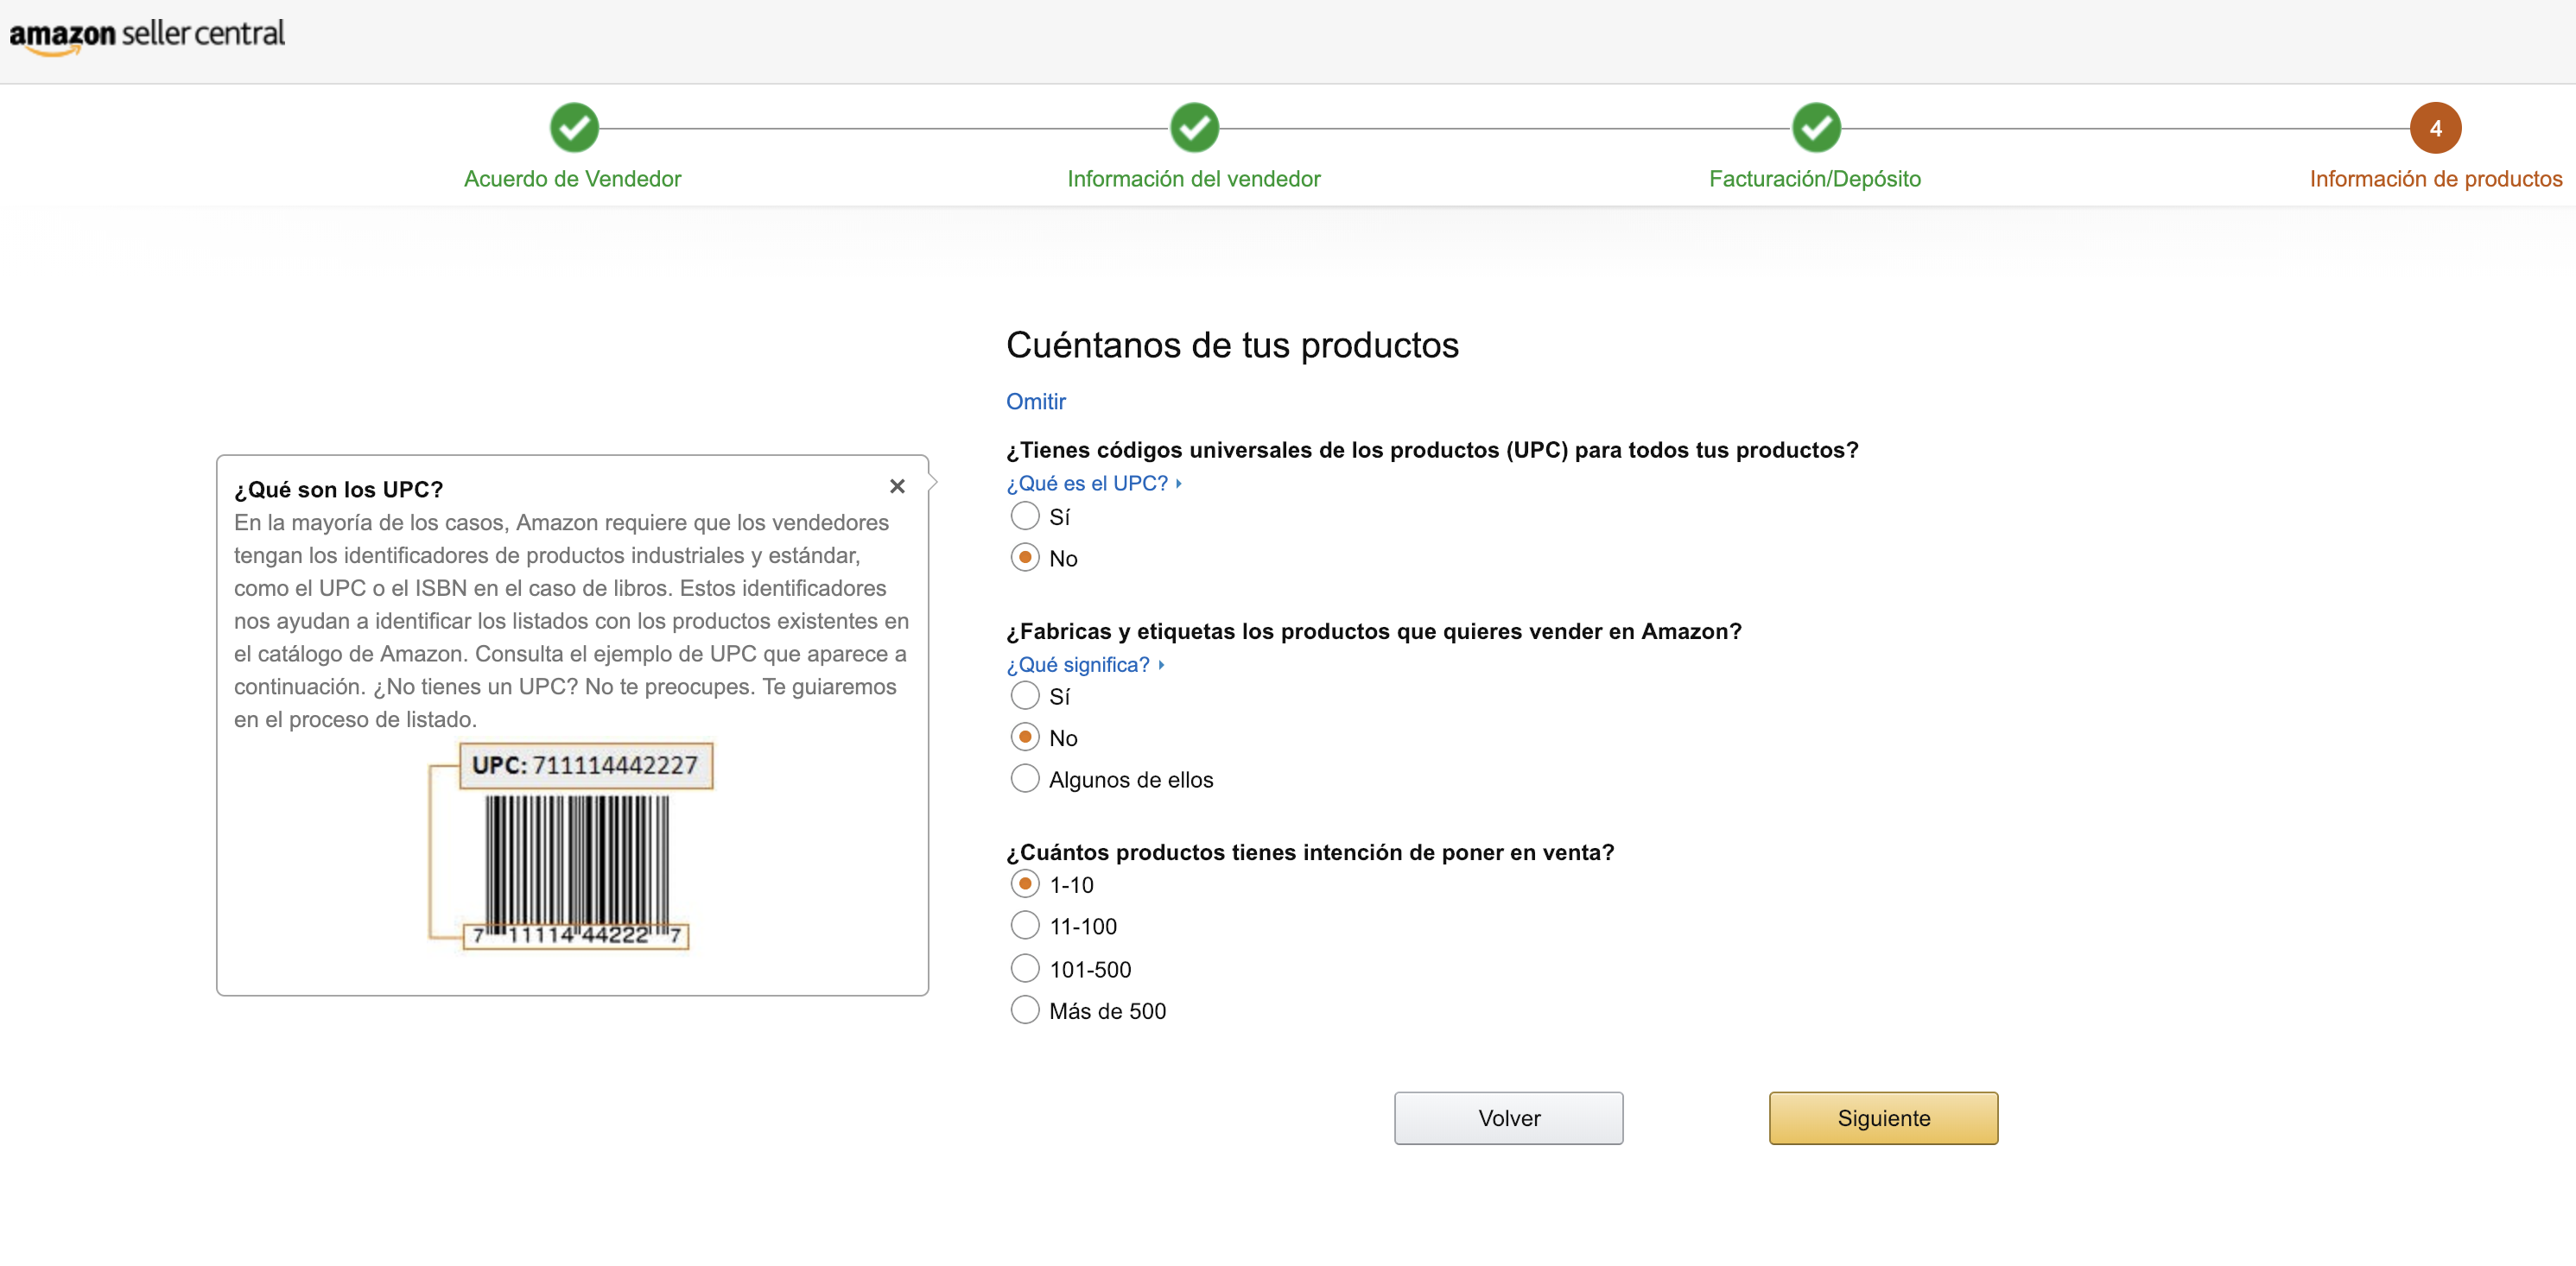 amazon seller central
4
Acuerdo de Vendedor
Información del vendedor
Facturación/Depósito
Información de productos
Cuéntanos de tus productos
Omitir
¿Tienes códigos universales de los productos (UPC) para todos tus productos?
¿Qué es el UPC?
Sí
No
¿Fabricas y etiquetas los productos que quieres vender en Amazon?
¿Qué significa?
Sí
No
Algunos de ellos
¿Cuántos productos tienes intención de poner en venta?
1-10
11-100
101-500
Más de 500
¿Qué son los UPC?
En la mayoría de los casos, Amazon requiere que los vendedores
tengan los identificadores de productos industriales y estándar,
como el UPC o el ISBN en el caso de libros. Estos identificadores
nos ayudan a identificar los listados con los productos existentes en
el catálogo de Amazon. Consulta el ejemplo de UPC que aparece a
continuación. ¿No tienes un UPC? No te preocupes. Te guiaremos
en el proceso de listado.
UPC: 711114442227
7 11114 44222 7
Volver
Siguiente